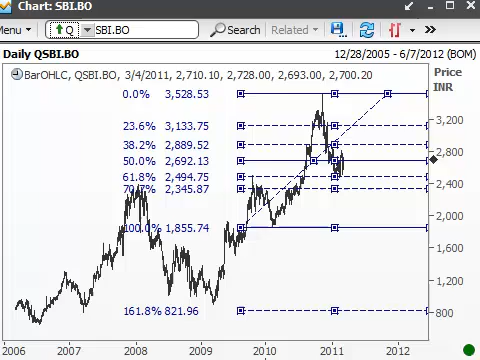 Chart: SBI.BO
Menu Q SBI.BO Search Related
Daily QSBI.BO 12/28/2005 - 6/7/2012 (BOM)
BarOHLC, QSBI.BO, 3/4/2011, 2,710.10, 2,728.00, 2,693.00, 2,700.20
Price
INR
0.0% 3,528.53
23.6% 3,133.75
3,200
38.2% 2,889.52
2,800
50.0% 2,692.13
61.8% 2,494.75
2,400
70.7% 2,345.87
2,000
100.0% 1,855.74
1,600
1,200
161.8% 821.96
800
2006 2007 2008 2009 2010 2011 2012